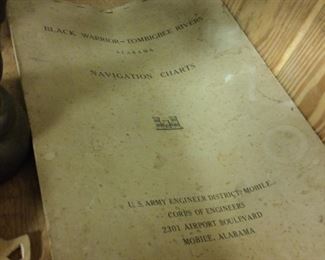 BLACK WARRIOR-TOMBIGBEE RIVERS
ALABAMA
NAVIGATION CHARTS
U. S. ARMY ENGINEER DISTRICT, MOBILE
CORPS OF ENGINEERS
2301 AIRPORT BOULEVARD
MOBILE, ALABAMA